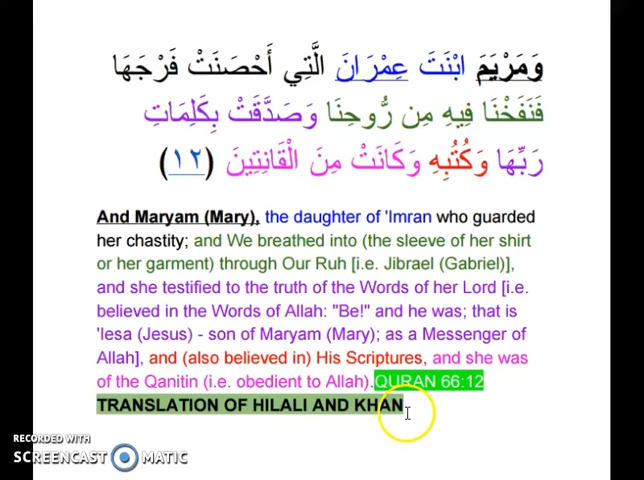 وَمَرْيَمَ ابْنَتَ عِمْرَانَ الَّتِي أَحْصَنَتْ فَرْجَهَا
فَنَفَخْنَا فِيهِ مِن رُّوحِنَا وَصَدَّقَتْ بِكَلِمَاتِ
رَبِّهَا وَكُتُبِهِ وَكَانَتْ مِنَ الْقَانِتِينَ (١٢)
And Maryam (Mary), the daughter of 'Imran who guarded
her chastity; and We breathed into (the sleeve of her shirt
or her garment) through Our Ruh [i.e. Jibrael (Gabriel)],
and she testified to the truth of the Words of her Lord [i.e.
believed in the Words of Allah: "Be!" and he was; that is
'Iesa (Jesus) - son of Maryam (Mary); as a Messenger of
Allah], and (also believed in) His Scriptures, and she was
of the Qanitin (i.e. obedient to Allah).QURAN 66:12
TRANSLATION OF HILALI AND KHAN
RECORDED WITH
SCREENCAST MATIC